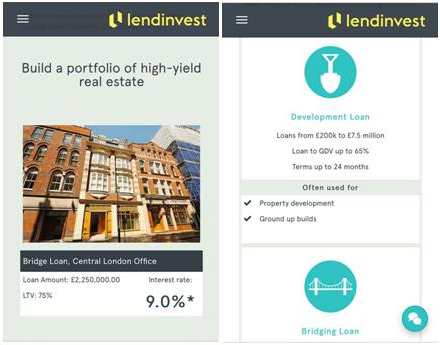 lendinvest
Build a portfolio of high-yield
real estate
Bridge Loan, Central London Office
Loan Amount: £2,250,000.00
Interest rate:
LTV: 75%
9.0%*
lendinvest
Development Loan
Loans from £200k to £7.5 million
Loan to GDV up to 65%
Terms up to 24 months
Often used for
Property development
Ground up builds
Bridging Loan